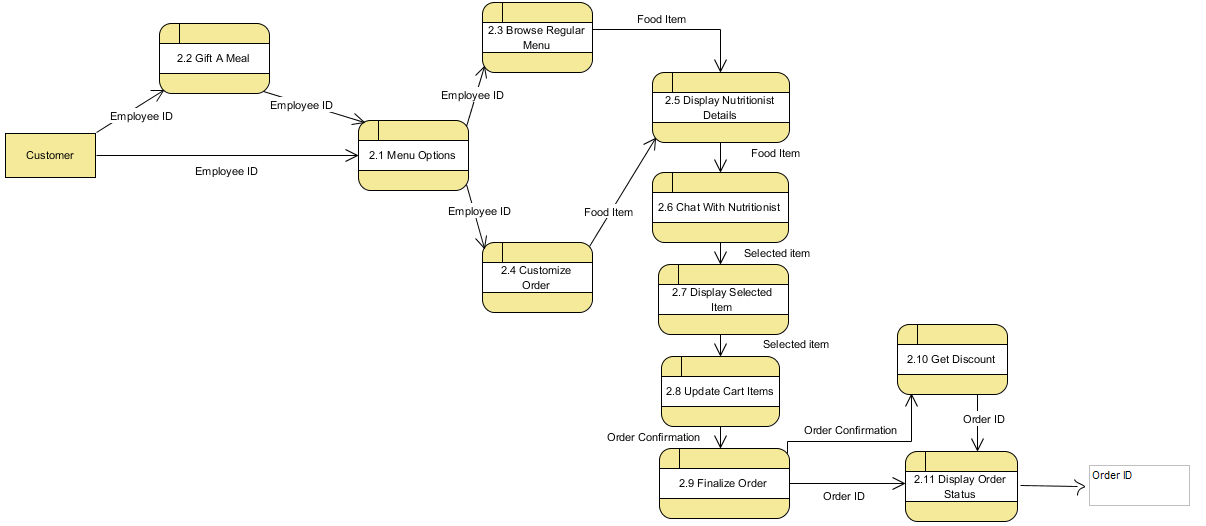 2.3 Browse Regular
Menu
Food Item
2.2 Gift A Meal
2.5 Display Nutritionist
Details
Employee ID
Employee ID
Employee ID
Customer
2.1 Menu Options
Food Item
Employee ID
2.6 Chat With Nutritionist
Employee ID
Food Item
Selected item
2.4 Customize
Order
2.7 Display Selected
Item
Selected item
2.10 Get Discount
2.8 Update Cart Items
Order ID
Order Confirmation
Order Confirmation
2.9 Finalize Order
Order ID
2.11 Display Order
Status
Order ID